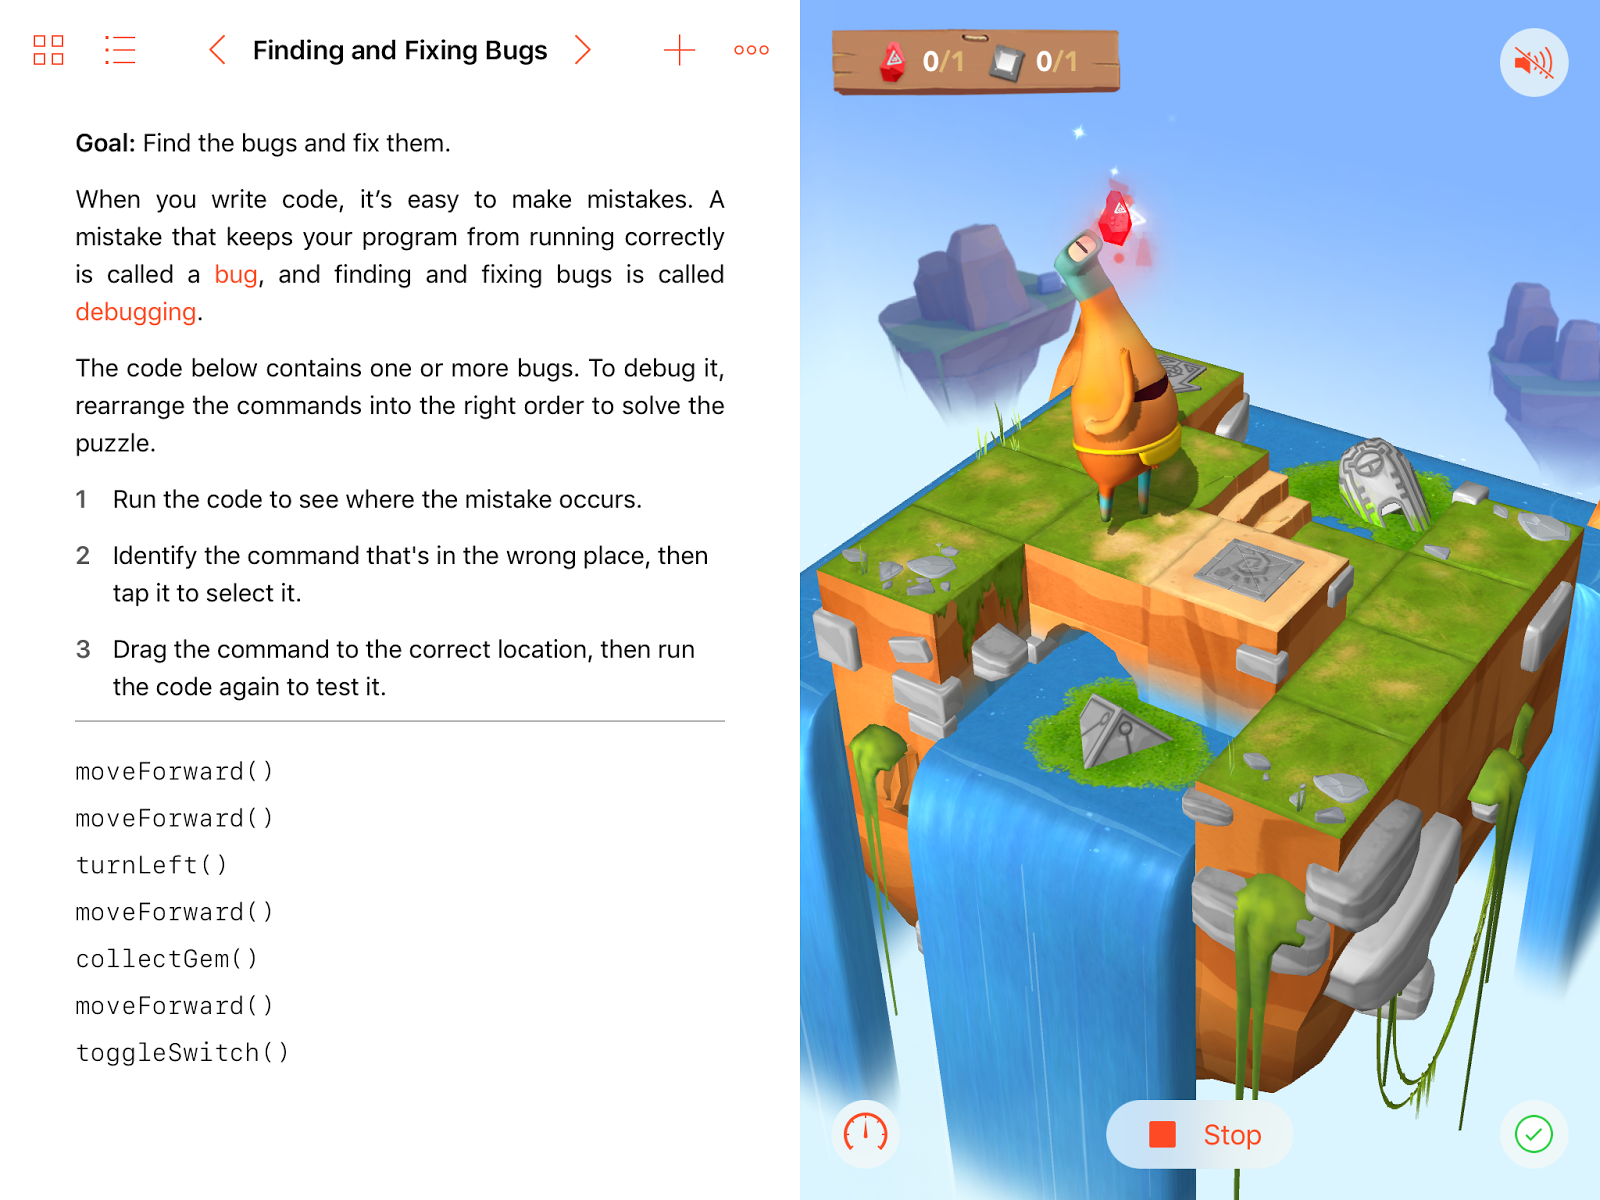 Finding and Fixing Bugs
Goal: Find the bugs and fix them.
When you write code, it’s easy to make mistakes. A
mistake that keeps your program from running correctly
is called a bug, and finding and fixing bugs is called
debugging.
The code below contains one or more bugs. To debug it,
rearrange the commands into the right order to solve the
puzzle.
1 Run the code to see where the mistake occurs.
2 Identify the command that's in the wrong place, then
tap it to select it.
3 Drag the command to the correct location, then run
the code again to test it.
moveForward()
moveForward()
turnLeft()
moveForward()
collectGem()
moveForward()
toggleSwitch()
0/1 0/1
Stop